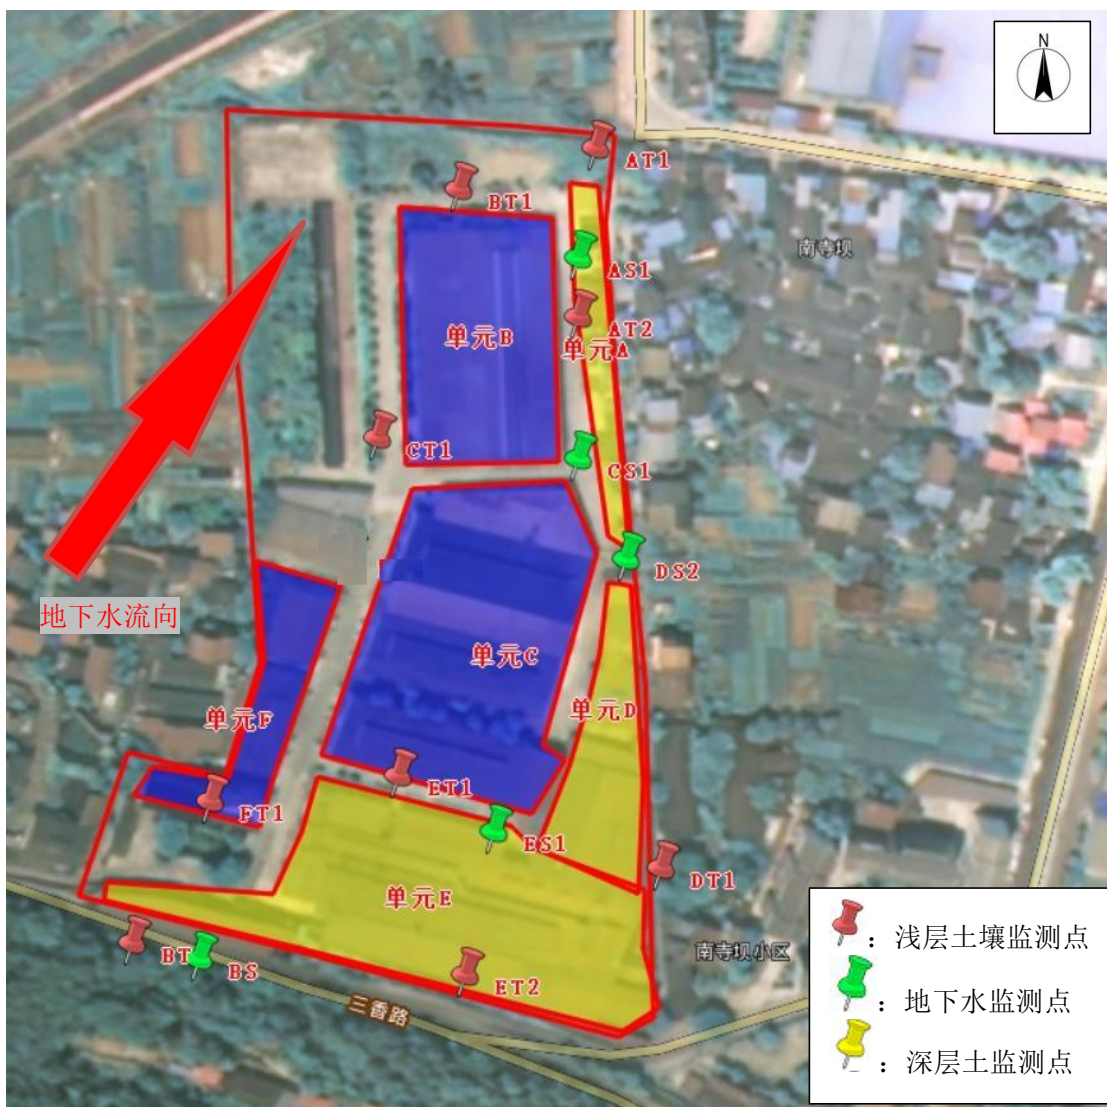 N
AT1
BT1
南寺坝
AS1
AT2
单元B
单元A
CT1
CS1
DS2
地下水流向
单元C
单元D
单元F
ET1
FT1
ES1
DT1
单元E
BT
BS
ET2
南寺坝小区
三香路
：浅层土壤监测点
：地下水监测点
：深层土监测点